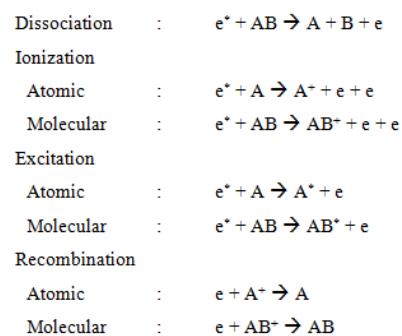 Dissociation : e* + AB → A + B + e
Ionization
Atomic : e* + A → A⁺ + e + e
Molecular : e* + AB → AB⁺ + e + e
Excitation
Atomic : e* + A → A* + e
Molecular : e* + AB → AB* + e
Recombination
Atomic : e + A⁺ → A
Molecular : e + AB⁺ → AB